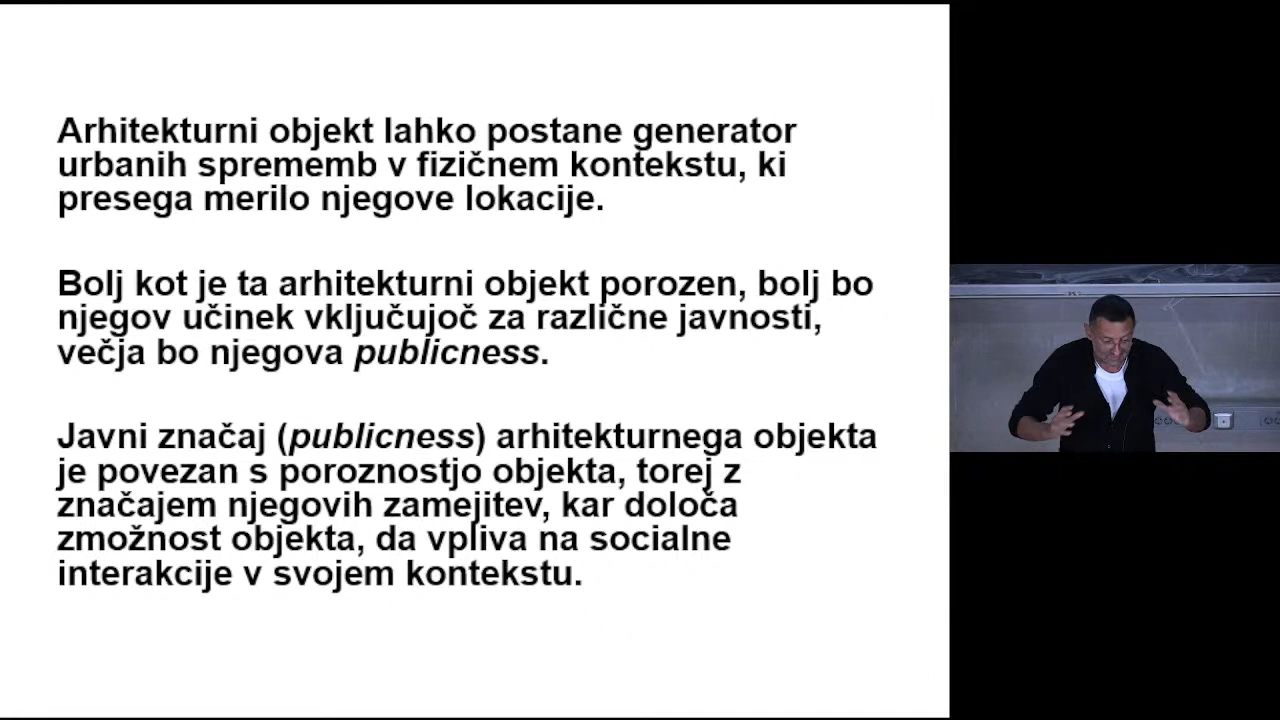 Arhitekturni objekt lahko postane generator
urbanih sprememb v fizičnem kontekstu, ki
presega merilo njegove lokacije.
Bolj kot je ta arhitekturni objekt porozen, bolj bo
njegov učinek vključujoč za različne javnosti,
večja bo njegova publicness.
Javni značaj (publicness) arhitekturnega objekta
je povezan s poroznostjo objekta, torej z
značajem njegovih zamejitev, kar določa
zmožnost objekta, da vpliva na socialne
interakcije v svojem kontekstu.